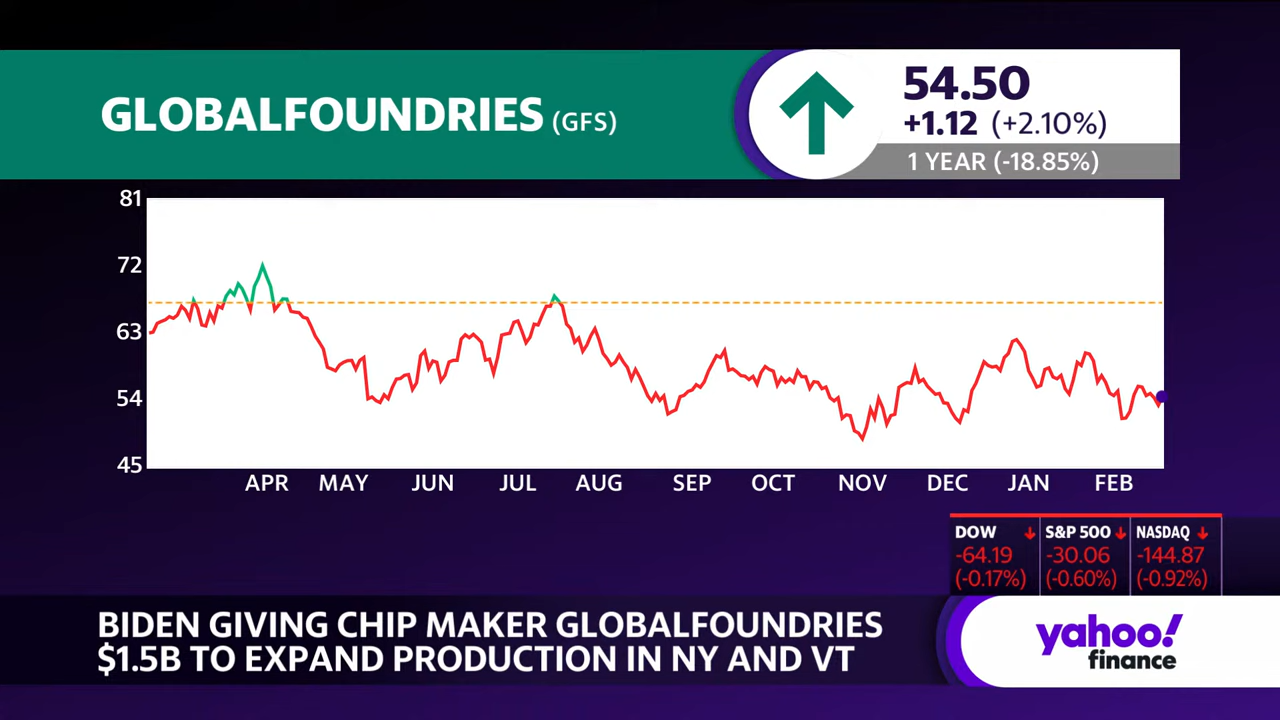 GLOBALFOUNDRIES (GFS)
54.50
+1.12 (+2.10%)
1 YEAR (-18.85%)
81
72
63
54
45
APR MAY JUN JUL AUG SEP OCT NOV DEC JAN FEB
DOW S&P 500 NASDAQ
-64.19 -30.06 -144.87
(-0.17%) (-0.60%) (-0.92%)
BIDEN GIVING CHIP MAKER GLOBALFOUNDRIES
$1.5B TO EXPAND PRODUCTION IN NY AND VT
yahoo!
finance